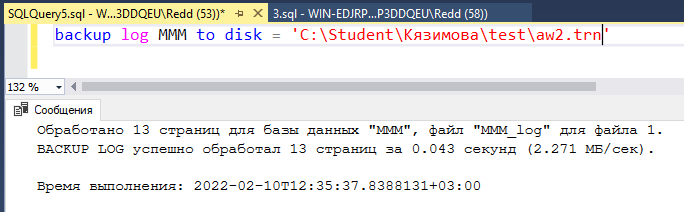 SQLQuery5.sql - W...3DDQEU\Redd (53))*
3.sql - WIN-EDJRP...P3DDQEU\Redd (58))
backup log MMM to disk = 'C:\Student\Кязимова\test\aw2.trn'
132 %
Сообщения
Обработано 13 страниц для базы данных "MMM", файл "MMM_log" для файла 1.
BACKUP LOG успешно обработал 13 страниц за 0.043 секунд (2.271 МБ/сек).
Время выполнения: 2022-02-10T12:35:37.8388131+03:00